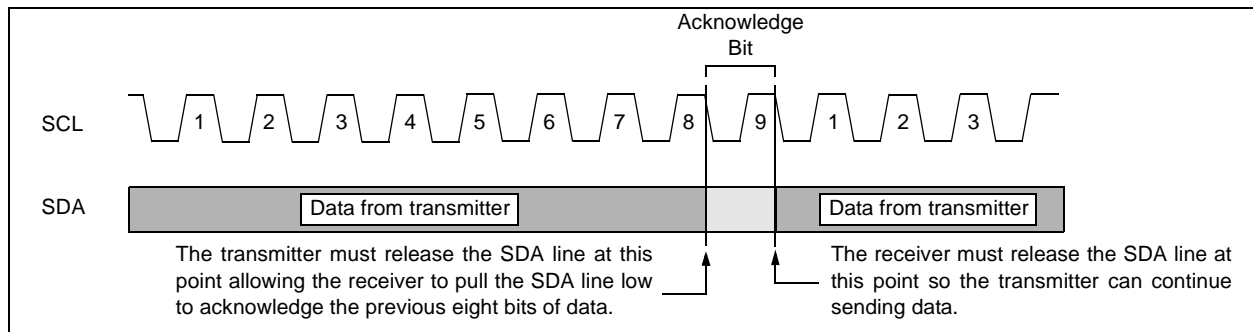 Acknowledge
Bit
SCL
1 2 3 4 5 6 7 8 9 1 2 3
SDA
Data from transmitter
Data from transmitter
The transmitter must release the SDA line at this
point allowing the receiver to pull the SDA line low
to acknowledge the previous eight bits of data.
The receiver must release the SDA line at
this point so the transmitter can continue
sending data.